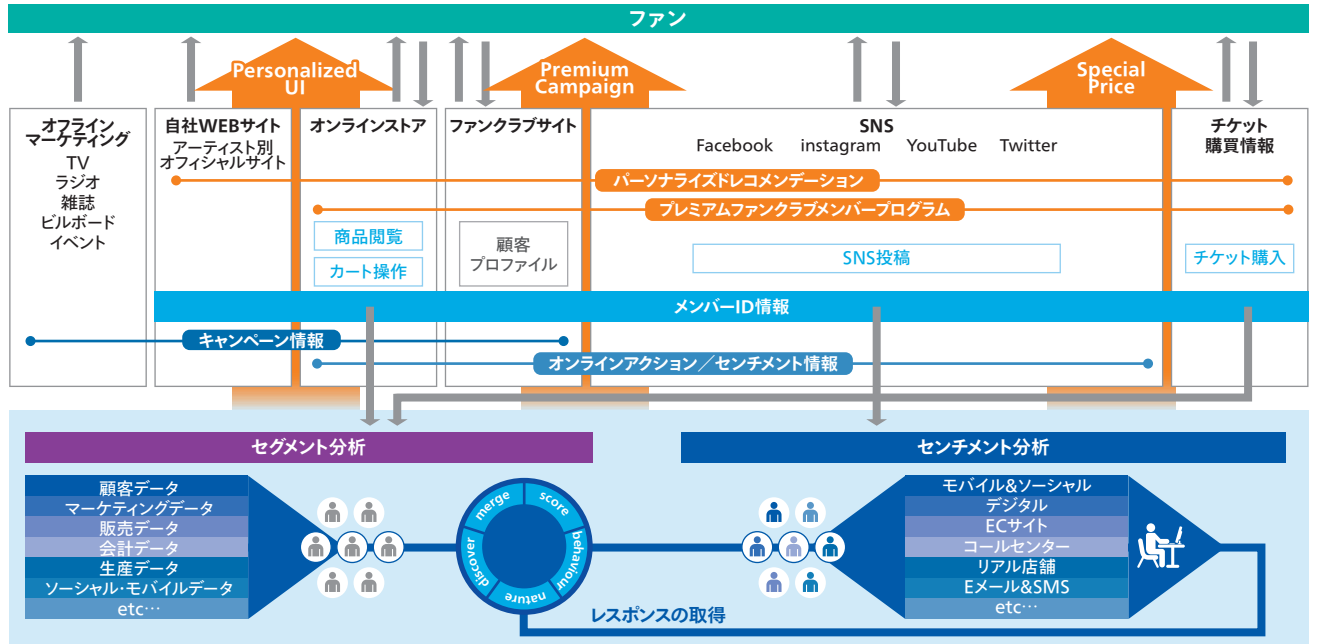 ファン
Personalized
UI
Premium
Campaign
Special
Price
オフライン
マーケティング
TV
ラジオ
雑誌
ビルボード
イベント
自社WEBサイト
アーティスト別
オフィシャルサイト
オンラインストア
ファンクラブサイト
SNS
Facebook instagram YouTube Twitter
チケット
購買情報
パーソナライズドレコメンデーション
プレミアムファンクラブメンバープログラム
商品閲覧
カート操作
顧客
プロファイル
SNS投稿
チケット購入
メンバーID情報
キャンペーン情報
オンラインアクション／センチメント情報
セグメント分析
センチメント分析
顧客データ
マーケティングデータ
販売データ
会計データ
生産データ
ソーシャル・モバイルデータ
etc…
merge
score
behaviour
nature
discover
モバイル&ソーシャル
デジタル
ECサイト
コールセンター
リアル店舗
Eメール&SMS
etc…
レスポンスの取得